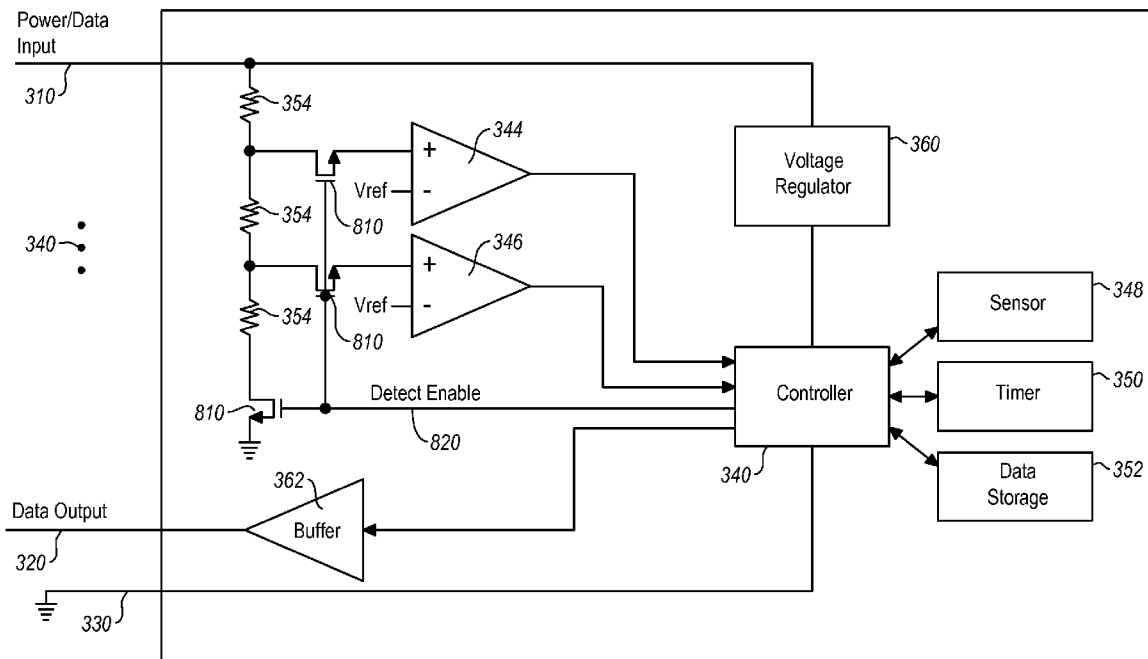 Power/Data
Input
310
354
344
+
Vref
-
810
Voltage
Regulator
360
354
340
346
+
Vref
-
810
354
Sensor
348
Detect Enable
820
810
Controller
340
Timer
350
Data
Storage
352
362
Buffer
Data Output
320
330